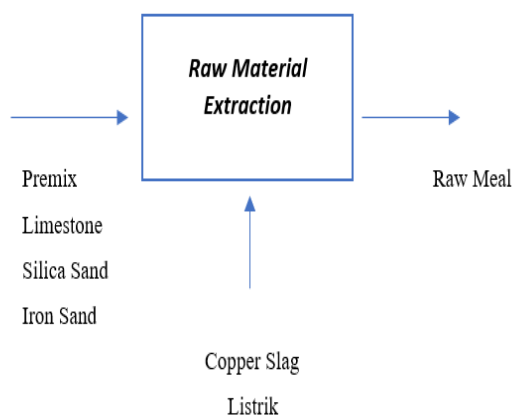 Raw Material
Extraction
Premix
Limestone
Silica Sand
Iron Sand
Raw Meal
Copper Slag
Listrik